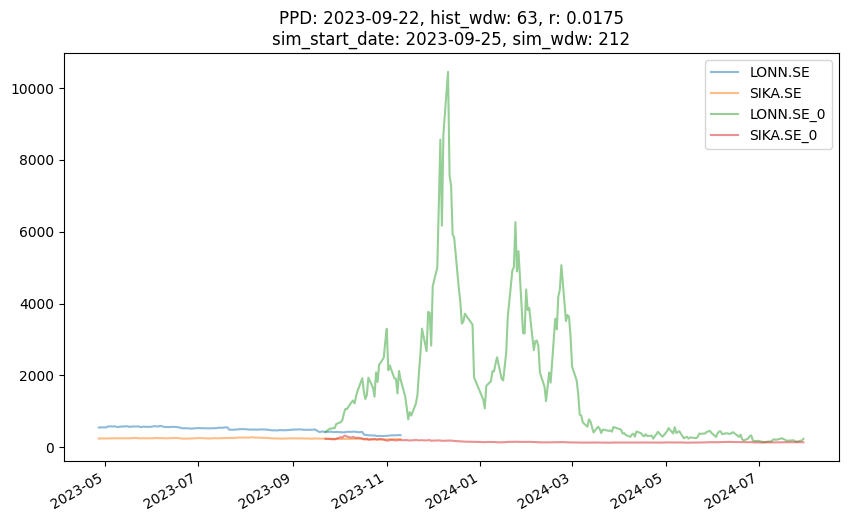 PPD: 2023-09-22, hist_wdw: 63, r: 0.0175
sim_start_date: 2023-09-25, sim_wdw: 212
LONN.SE
SIKA.SE
LONN.SE_0
SIKA.SE_0
10000
8000
6000
4000
2000
0
2023-05
2023-07
2023-09
2023-11
2024-01
2024-03
2024-05
2024-07